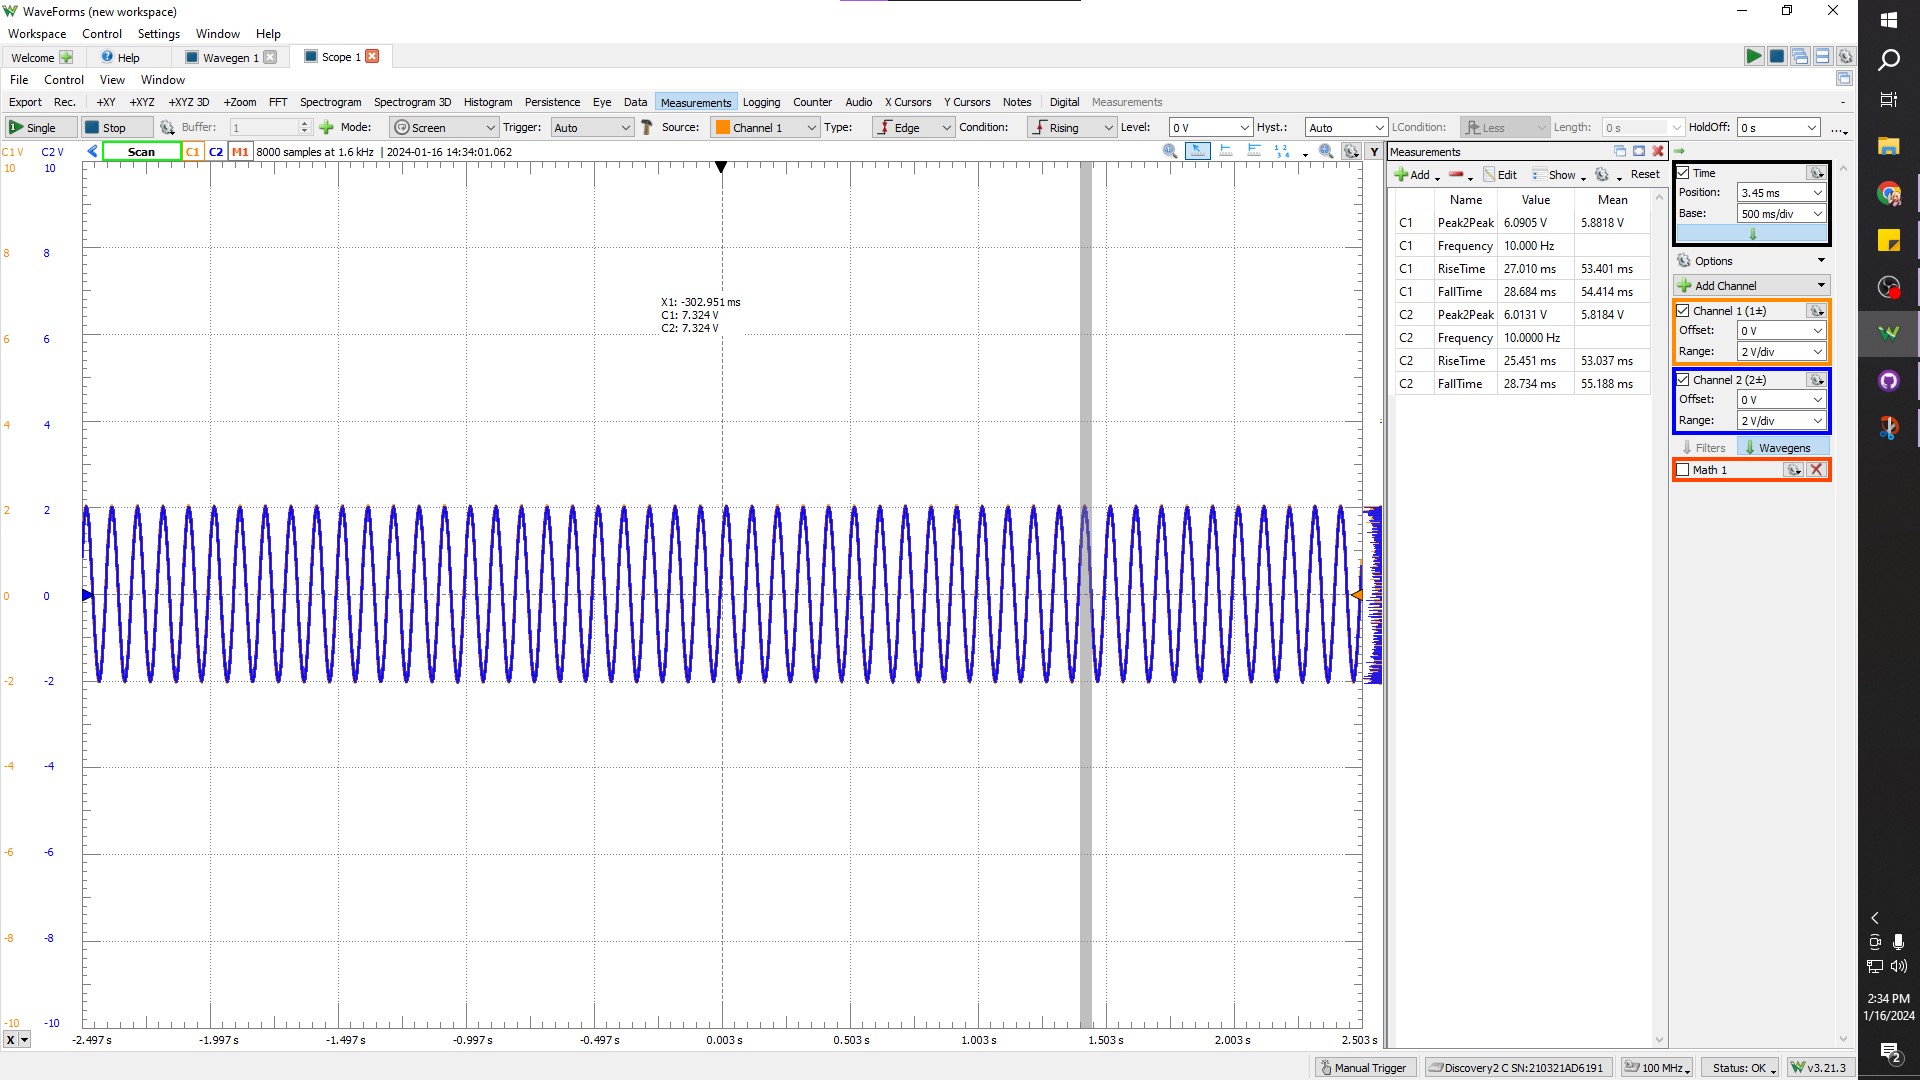 WaveForms (new workspace)
Workspace Control Settings Window Help
Welcome Help Wavegen 1 Scope 1
File Control View Window
Export Rec. +XY +XYZ +XYZ 3D +Zoom FFT Spectrogram Spectrogram 3D Histogram Persistence Eye Data Measurements Logging Counter Audio X Cursors Y Cursors Notes Digital Measurements
Single Stop Buffer: 1 Mode: Screen Trigger: Auto Source: Channel 1 Type: Edge Condition: Rising Level: 0 V Hyst.: Auto LCondition: Less Length: 0 s HoldOff: 0 s ...
C1 V C2 V Scan C1 C2 M1 8000 samples at 1.6 kHz | 2024-01-16 14:34:01.062 Y
10 10
8 8
6 6
4 4
2 2
0 0
-2 -2
-4 -4
-6 -6
-8 -8
-10 -10
X1: -302.951 ms
C1: 7.324 V
C2: 7.324 V
X -2.497 s -1.997 s -1.497 s -0.997 s -0.497 s 0.003 s 0.503 s 1.003 s 1.503 s 2.003 s 2.503 s
Measurements
Add Edit Show Reset
Name Value Mean
C1 Peak2Peak 6.0905 V 5.8818 V
C1 Frequency 10.000 Hz
C1 RiseTime 27.010 ms 53.401 ms
C1 FallTime 28.684 ms 54.414 ms
C2 Peak2Peak 6.0131 V 5.8184 V
C2 Frequency 10.0000 Hz
C2 RiseTime 25.451 ms 53.037 ms
C2 FallTime 28.734 ms 55.188 ms
Time
Position: 3.45 ms
Base: 500 ms/div
Options
Add Channel
Channel 1 (1±)
Offset: 0 V
Range: 2 V/div
Channel 2 (2±)
Offset: 0 V
Range: 2 V/div
Filters Wavegens
Math 1
Manual Trigger Discovery2 C SN:210321AD6191 100 MHz Status: OK v3.21.3
2:34 PM
1/16/2024
2